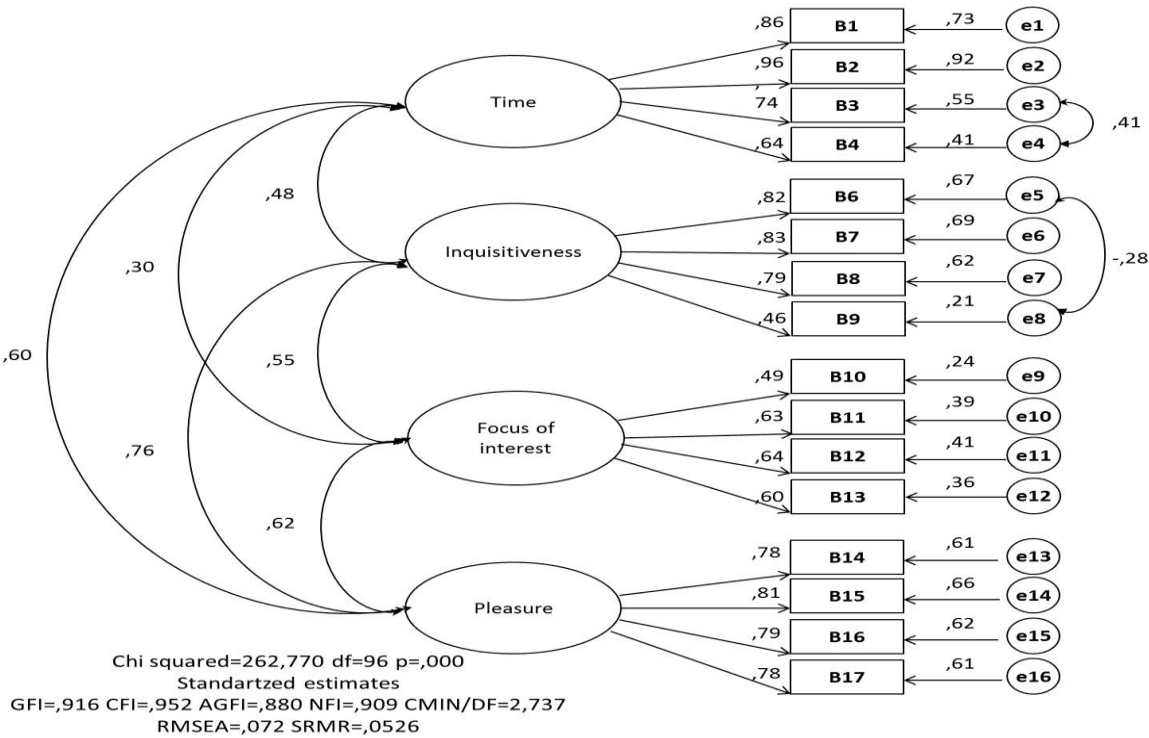 ,86 B1 ,73 e1
,96 B2 ,92 e2
Time
,74 B3 ,55 e3
,41
,64 B4 ,41 e4
,48
,82 B6 ,67 e5
,83 B7 ,69 e6
Inquisitiveness
-,28
,30
,79 B8 ,62 e7
,46 B9 ,21 e8
,60
,55
,49 B10 ,24 e9
,63 B11 ,39 e10
Focus of
interest
,76
,64 B12 ,41 e11
,60 B13 ,36 e12
,62
,78 B14 ,61 e13
,81 B15 ,66 e14
Pleasure
,79 B16 ,62 e15
,78 B17 ,61 e16
Chi squared=262,770 df=96 p=,000
Standartzed estimates
GFI=,916 CFI=,952 AGFI=,880 NFI=,909 CMIN/DF=2,737
RMSEA=,072 SRMR=,0526